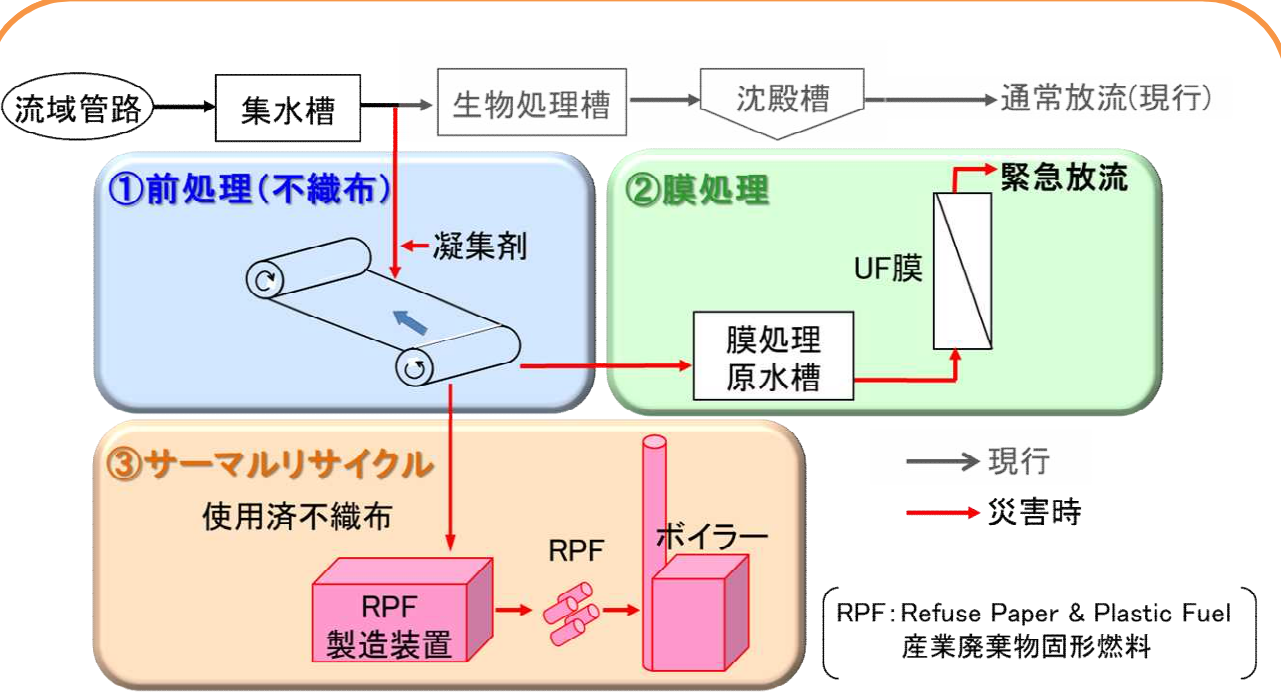 流域管路
集水槽
生物処理槽
沈殿槽
通常放流(現行)
①前処理(不織布)
凝集剤
②膜処理
緊急放流
UF膜
膜処理
原水槽
③サーマルリサイクル
使用済不織布
RPF
製造装置
RPF
ボイラー
現行
災害時
RPF:Refuse Paper & Plastic Fuel
産業廃棄物固形燃料